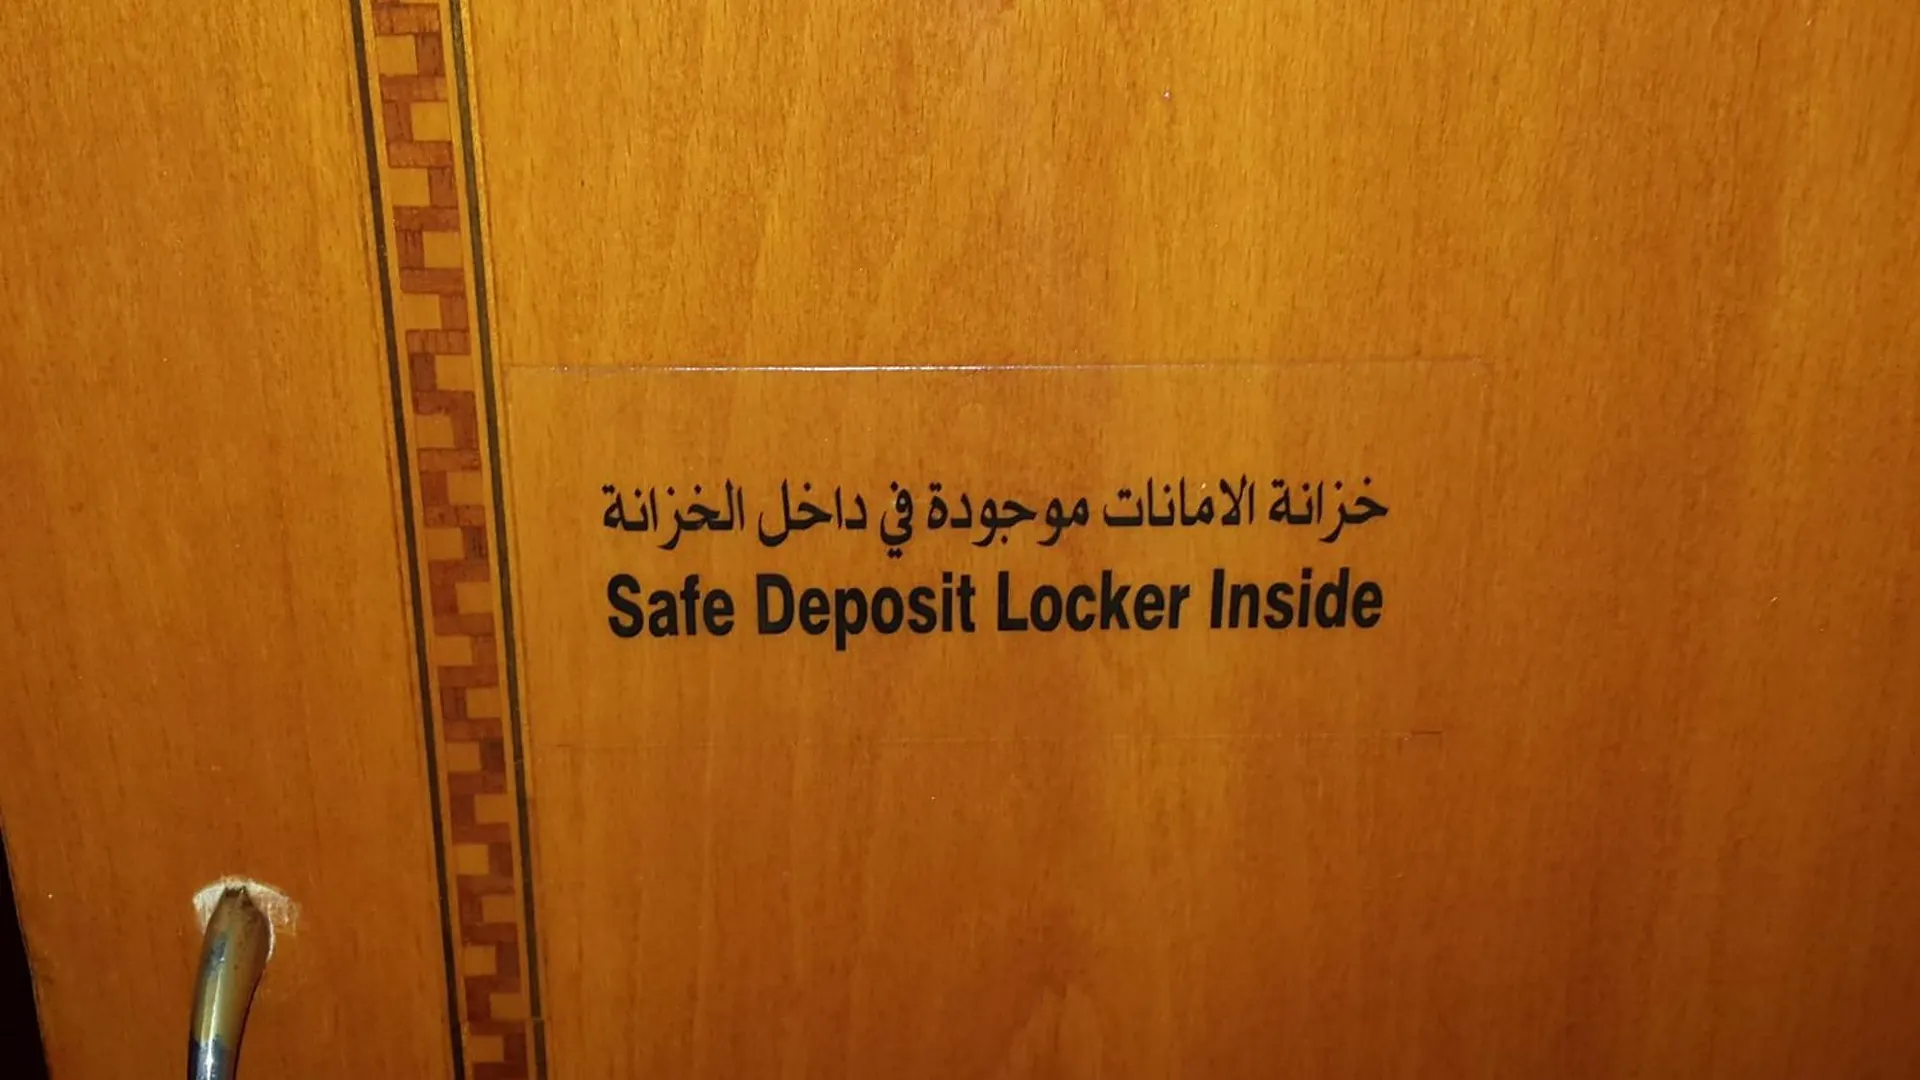 خزانة الامانات موجودة في داخل الخزانة
Safe Deposit Locker Inside